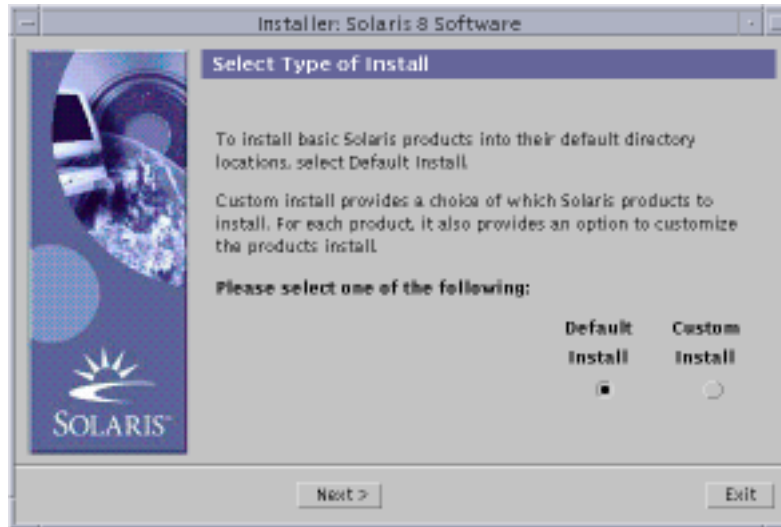 Installer: Solaris 8 Software
Select Type of Install
To install basic Solaris products into their default directory
locations, select Default Install.
Custom install provides a choice of which Solaris products to
install. For each product, it also provides an option to customize
the products install.
Please select one of the following:
Default Custom
Install Install
SOLARIS™
Next >
Exit